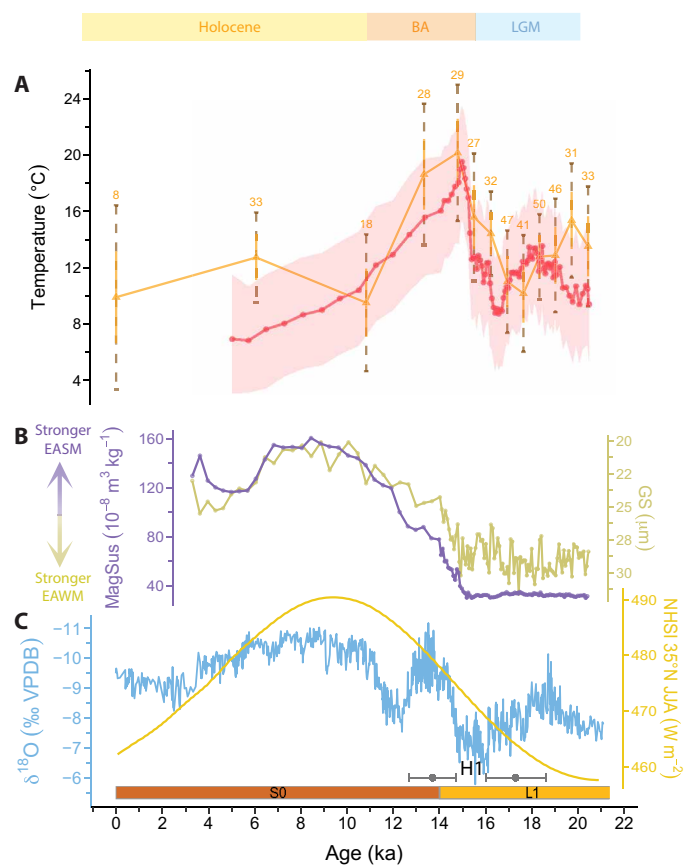 Holocene BA LGM
A
24
20
16
12
8
4
Temperature (°C)
8 33 18 28 29 27 32 47 41 50 46 31 33
B
Stronger
EASM
Stronger
EAWM
MagSus (10⁻⁸ m³ kg⁻¹)
160
120
80
40
20
22
25
28
30
GS (μm)
C
δ¹⁸O (‰ VPDB)
−11
−10
−9
−8
−7
−6
490
480
470
460
NHSI 35°N JJA (W m⁻²)
H1
S0 L1
0 2 4 6 8 10 12 14 16 18 20 22
Age (ka)